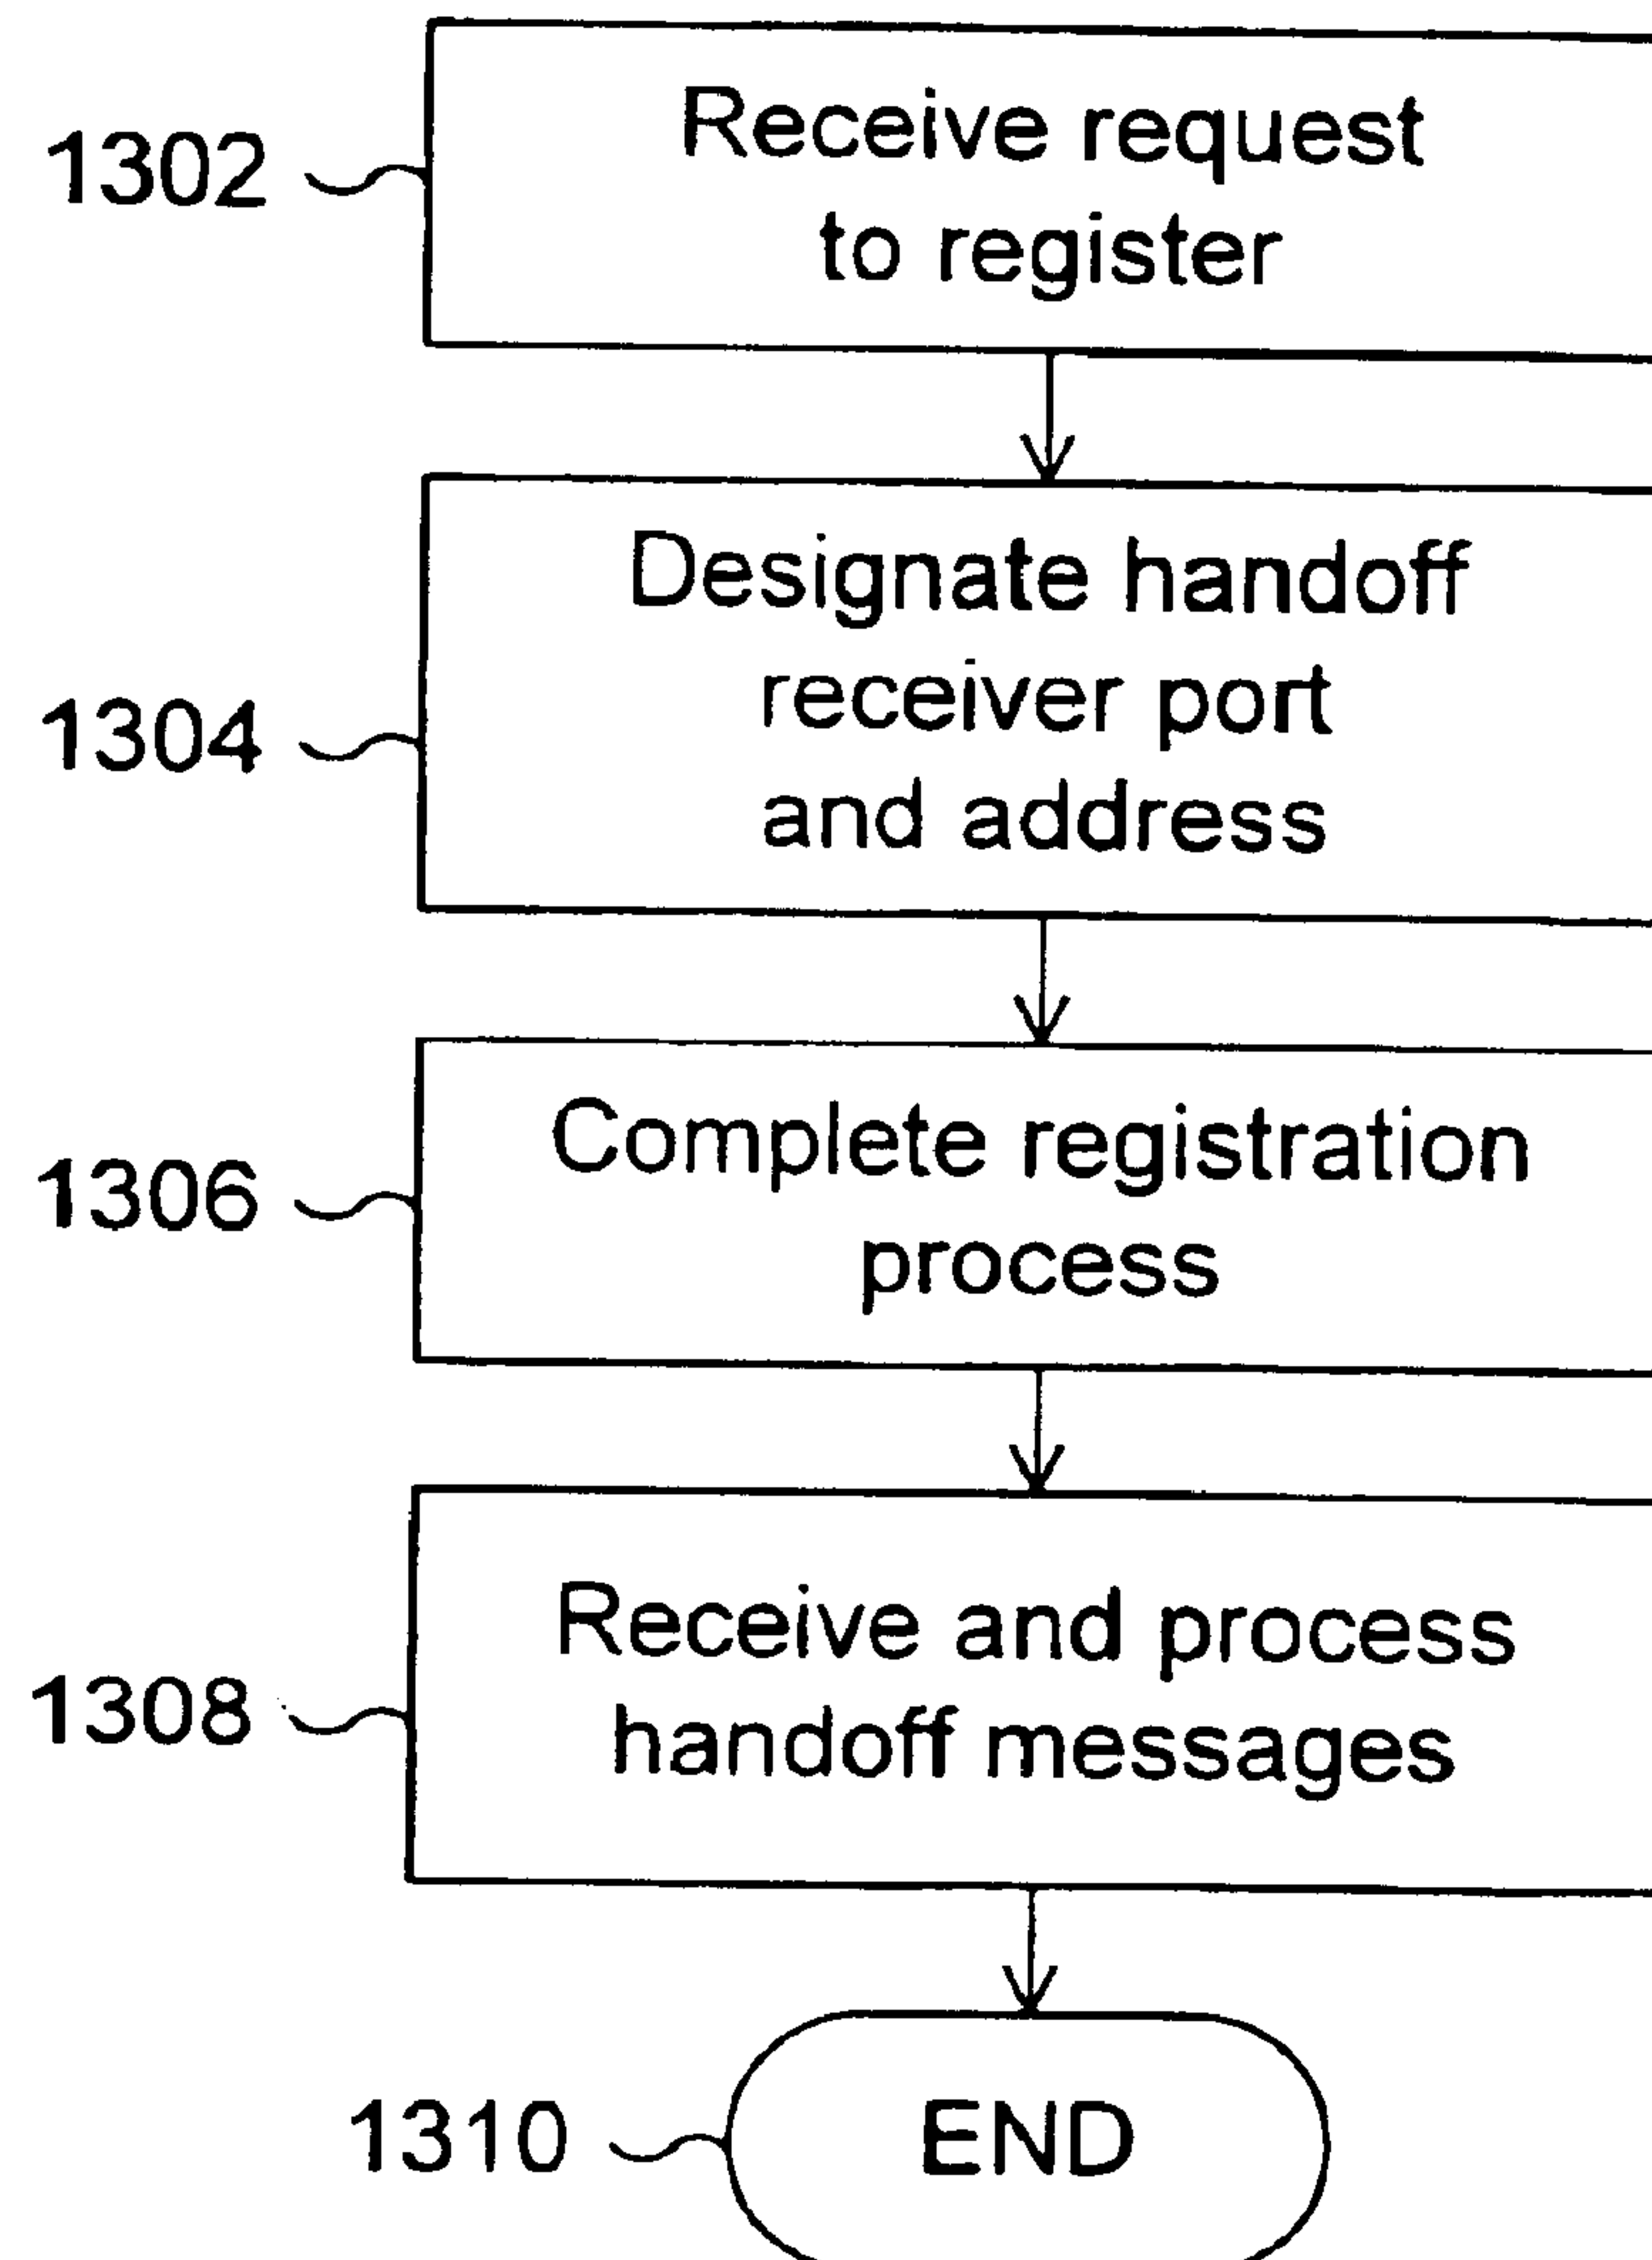 1302
Receive request
to register
1304
Designate handoff
receiver port
and address
1306
Complete registration
process
1308
Receive and process
handoff messages
1310
END